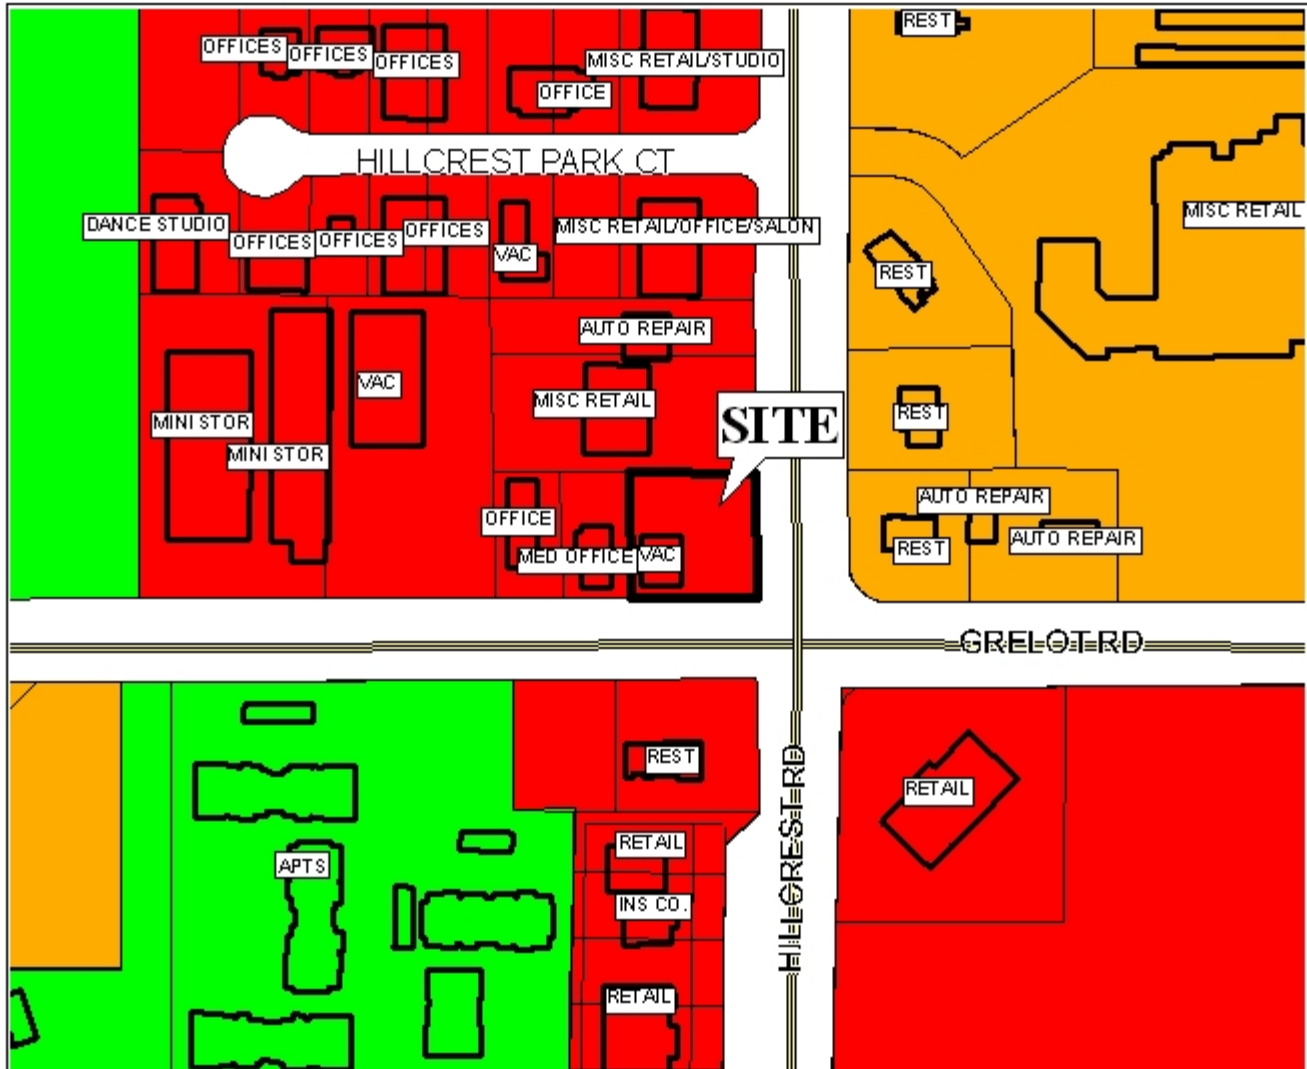 REST
OFFICES
OFFICES
OFFICES
MISC RETAIL/STUDIO
OFFICE
HILLCREST PARK CT
MISC RETAIL
DANCE STUDIO
OFFICES
OFFICES
OFFICES
VAC
MISC RETAIL/OFFICE/SALON
REST
AUTO REPAIR
VAC
MISC RETAIL
SITE
REST
MINI STOR
MINI STOR
AUTO REPAIR
OFFICE
MED OFFICE
VAC
REST
AUTO REPAIR
GRELOT RD
REST
HILLCREST RD
RETAIL
RETAIL
APTS
INS CO.
RETAIL